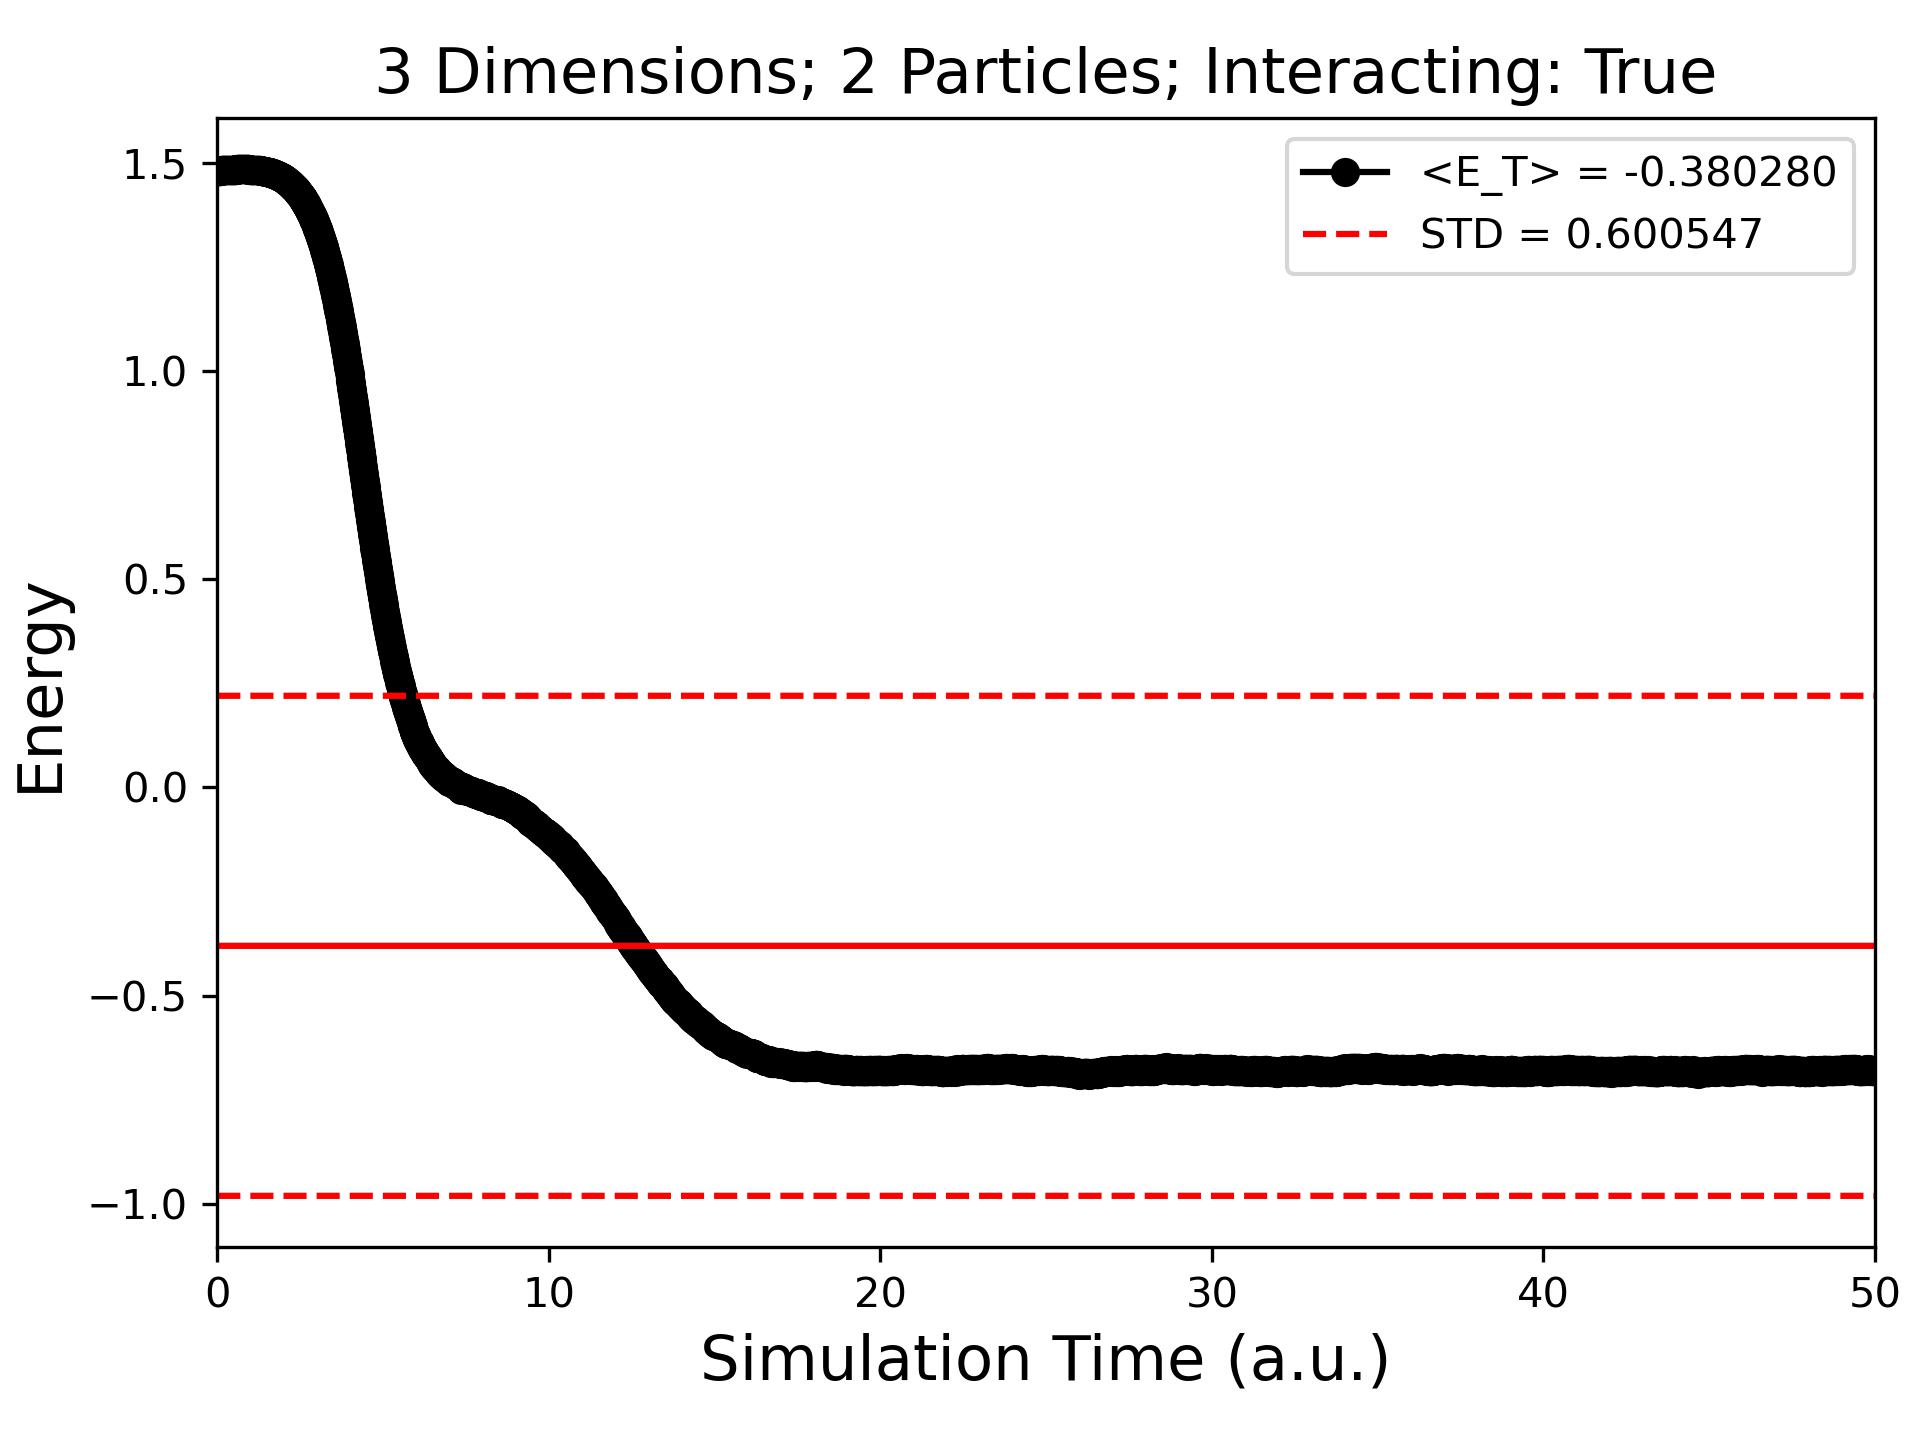 3 Dimensions; 2 Particles; Interacting: True
<E_T> = -0.380280
STD = 0.600547
Energy
1.5
1.0
0.5
0.0
−0.5
−1.0
0 10 20 30 40 50
Simulation Time (a.u.)